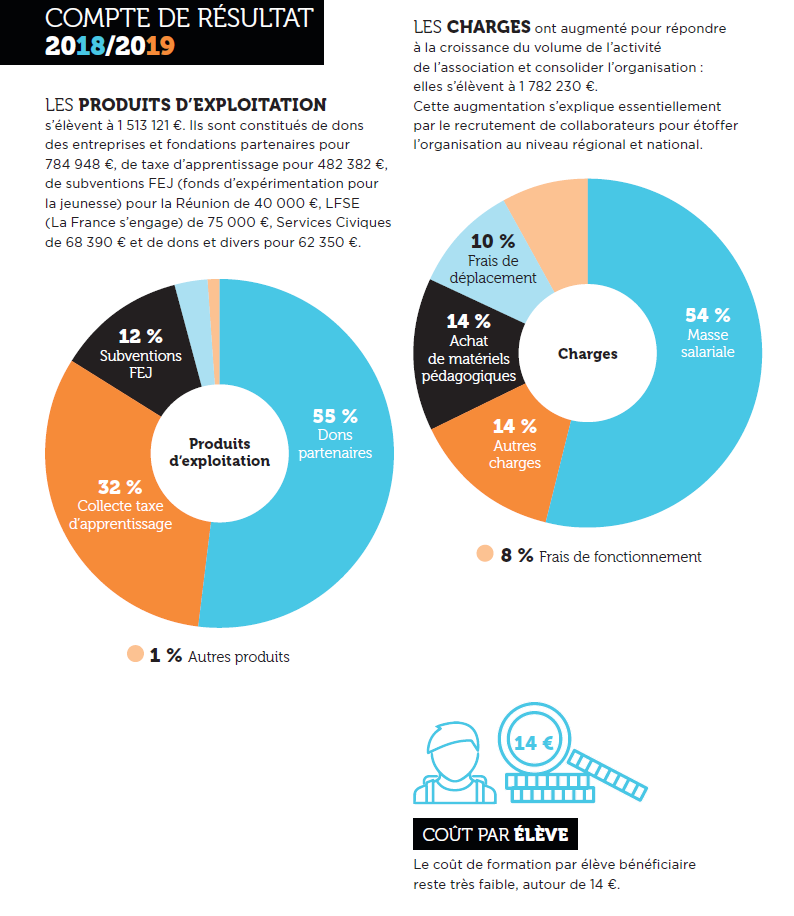 COMPTE DE RÉSULTAT
2018/2019
LES PRODUITS D'EXPLOITATION
s'élèvent à 1 513 121 €. Ils sont constitués de dons
des entreprises et fondations partenaires pour
784 948 €, de taxe d'apprentissage pour 482 382 €,
de subventions FEJ (fonds d'expérimentation pour
la jeunesse) pour la Réunion de 40 000 €, LFSE
(La France s'engage) de 75 000 €, Services Civiques
de 68 390 € et de dons et divers pour 62 350 €.
12 %
Subventions
FEJ
55 %
Dons
partenaires
Produits
d'exploitation
32 %
Collecte taxe
d'apprentissage
1 % Autres produits
LES CHARGES ont augmenté pour répondre
à la croissance du volume de l'activité
de l'association et consolider l'organisation :
elles s'élèvent à 1 782 230 €.
Cette augmentation s'explique essentiellement
par le recrutement de collaborateurs pour étoffer
l'organisation au niveau régional et national.
10 %
Frais de
déplacement
54 %
Masse
salariale
14 %
Achat
de matériels
pédagogiques
Charges
14 %
Autres
charges
8 % Frais de fonctionnement
14 €
COÛT PAR ÉLÈVE
Le coût de formation par élève bénéficiaire
reste très faible, autour de 14 €.